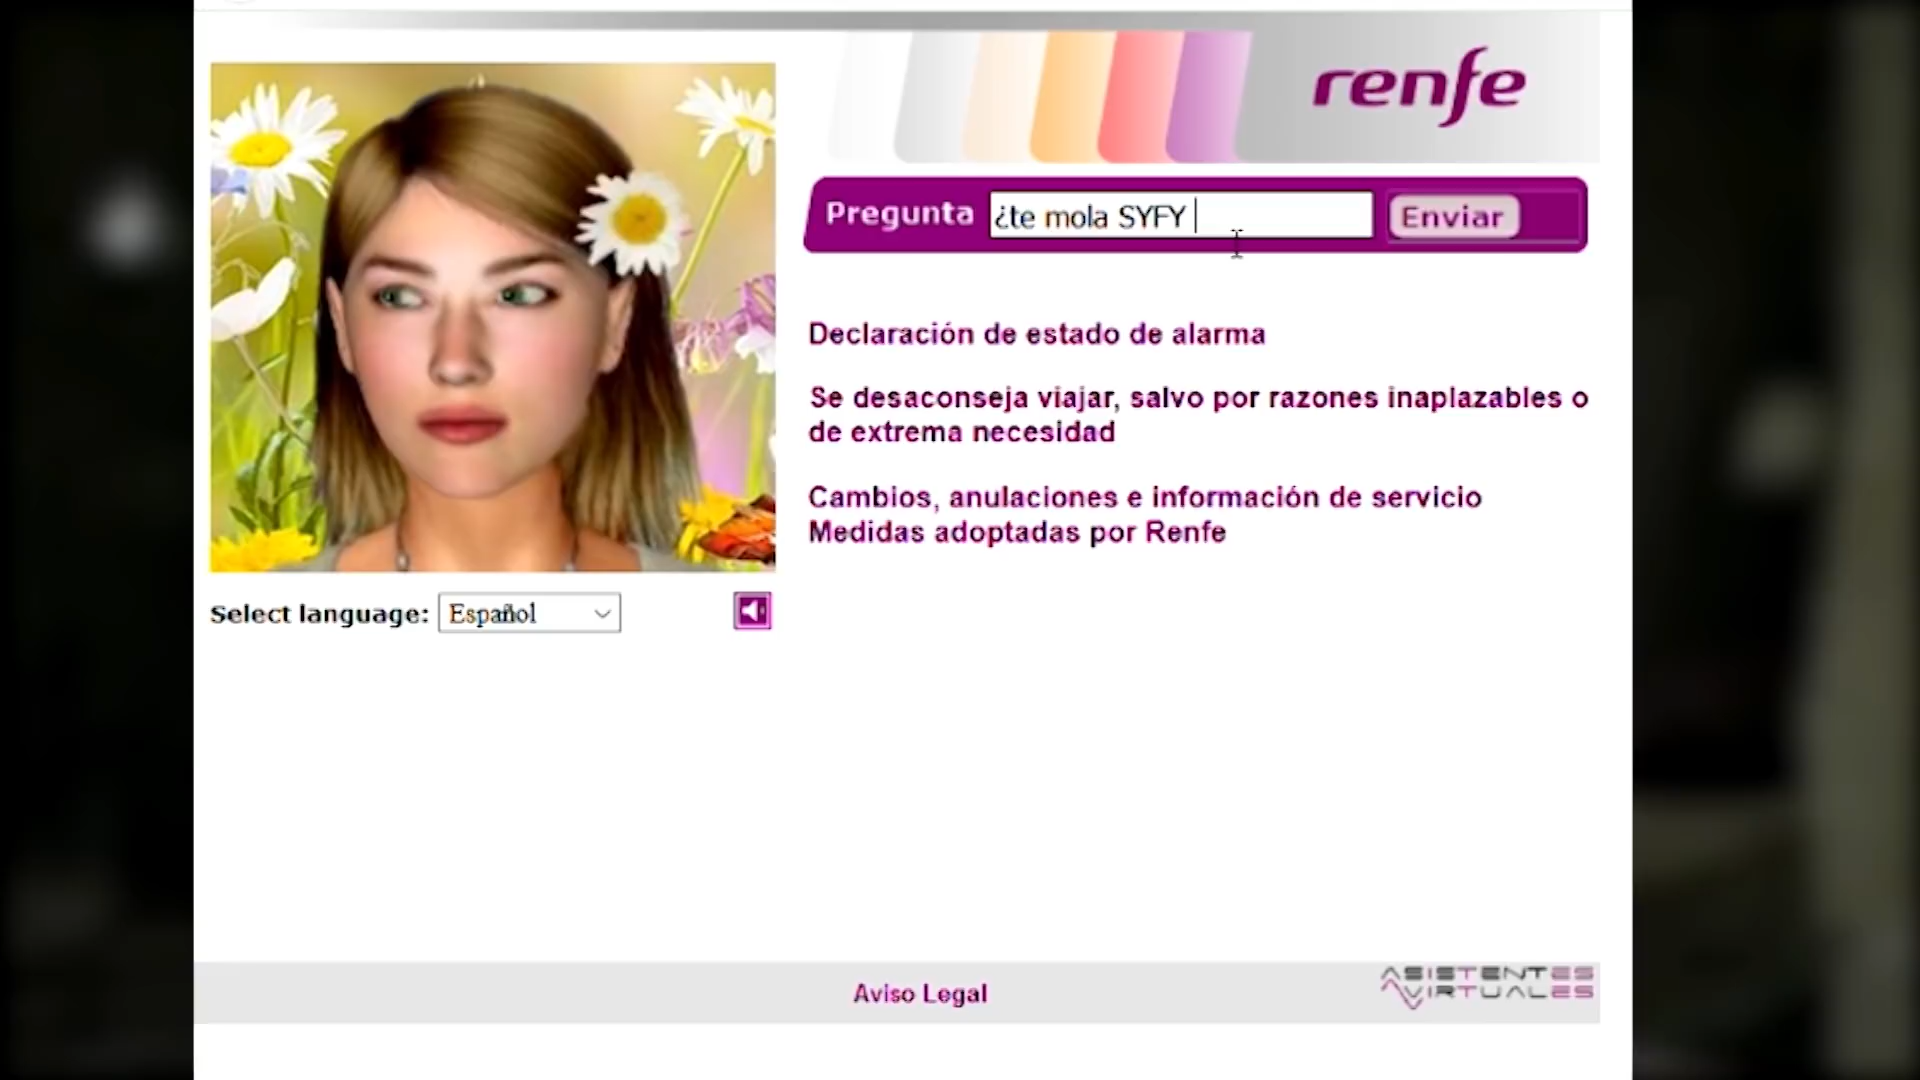 renfe
Pregunta ¿te mola SYFY Enviar
Declaración de estado de alarma
Se desaconseja viajar, salvo por razones inaplazables o
de extrema necesidad
Cambios, anulaciones e información de servicio
Medidas adoptadas por Renfe
Select language: Español
Aviso Legal
ASISTENTES
VIRTUALES